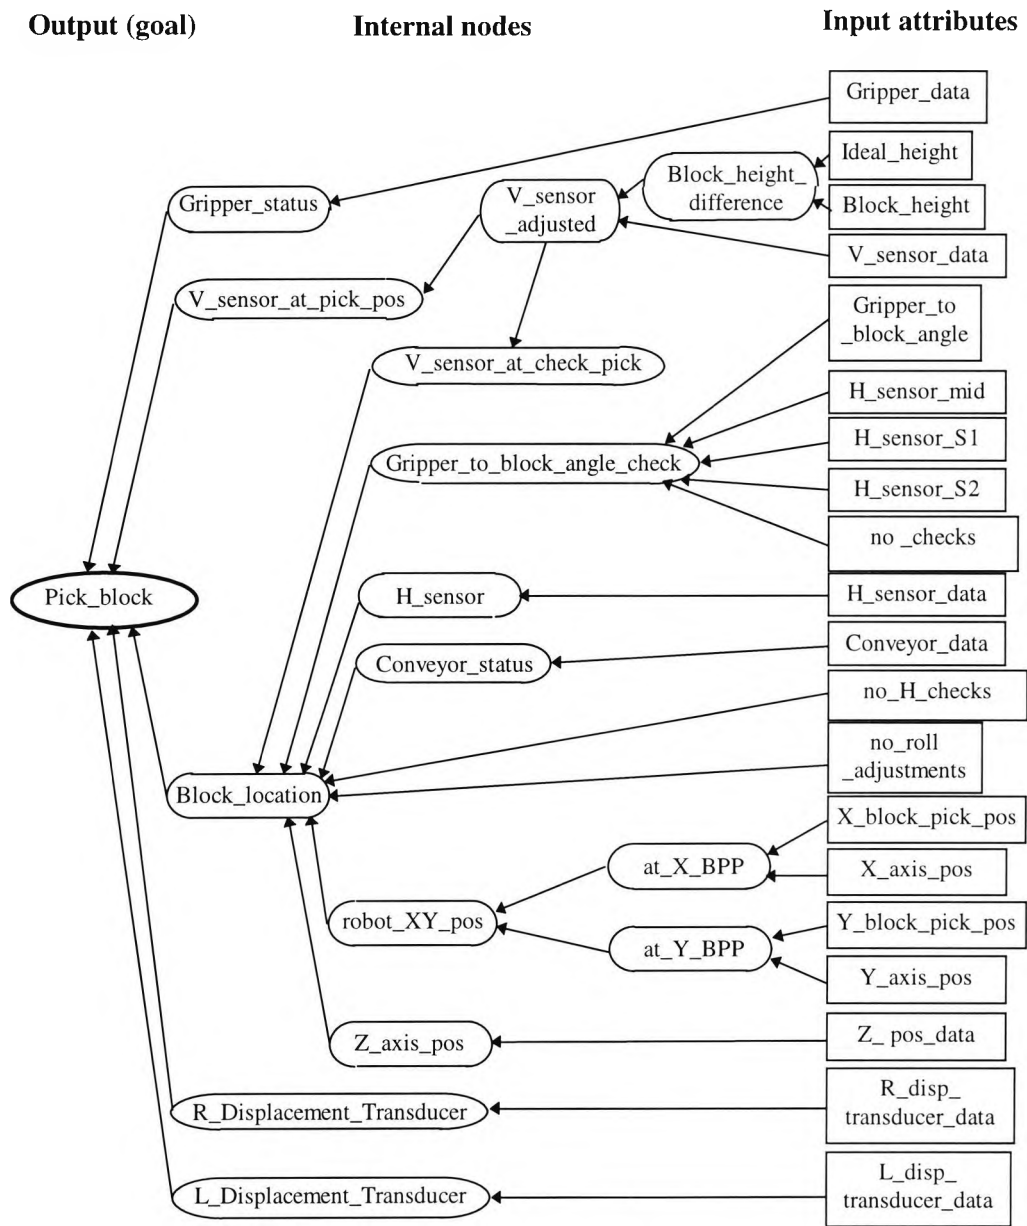 Output (goal)
Internal nodes
Input attributes
Gripper_data
Ideal_height
Block_height_
difference
V_sensor
_adjusted
Gripper_status
Block_height
V_sensor_data
V_sensor_at_pick_pos
Gripper_to
_block_angle
V_sensor_at_check_pick
H_sensor_mid
H_sensor_S1
Gripper_to_block_angle_check
H_sensor_S2
no _checks
Pick_block
H_sensor
H_sensor_data
Conveyor_status
Conveyor_data
no_H_checks
no_roll
_adjustments
Block_location
X_block_pick_pos
at_X_BPP
X_axis_pos
robot_XY_pos
Y_block_pick_pos
at_Y_BPP
Y_axis_pos
Z_axis_pos
Z_ pos_data
R_Displacement_Transducer
R_disp_
transducer_data
L_Displacement_Transducer
L_disp_
transducer_data